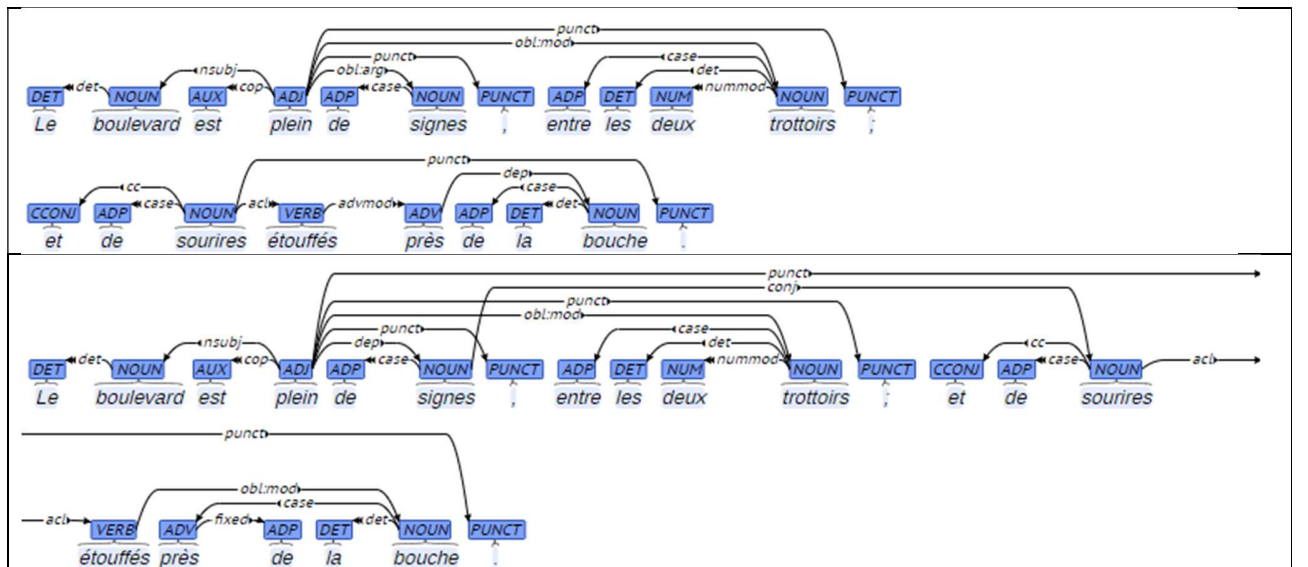 punct
obl:mod
punct case
nsubj obl:arg det
det cop case nummod
DET NOUN AUX ADJ ADP NOUN PUNCT ADP DET NUM NOUN PUNCT
Le boulevard est plein de signes , entre les deux trottoirs ;
punct
dep
cc case
case acl advmod det
CCONJ ADP NOUN VERB ADV ADP DET NOUN PUNCT
et de sourires étouffés près de la bouche .
punct
conj
punct
obl:mod
punct case
nsubj dep det cc
det cop case nummod case acl
DET NOUN AUX ADJ ADP NOUN PUNCT ADP DET NUM NOUN PUNCT CCONJ ADP NOUN
Le boulevard est plein de signes , entre les deux trottoirs ; et de sourires
punct
obl:mod
case
acl fixed det
VERB ADV ADP DET NOUN PUNCT
étouffés près de la bouche .